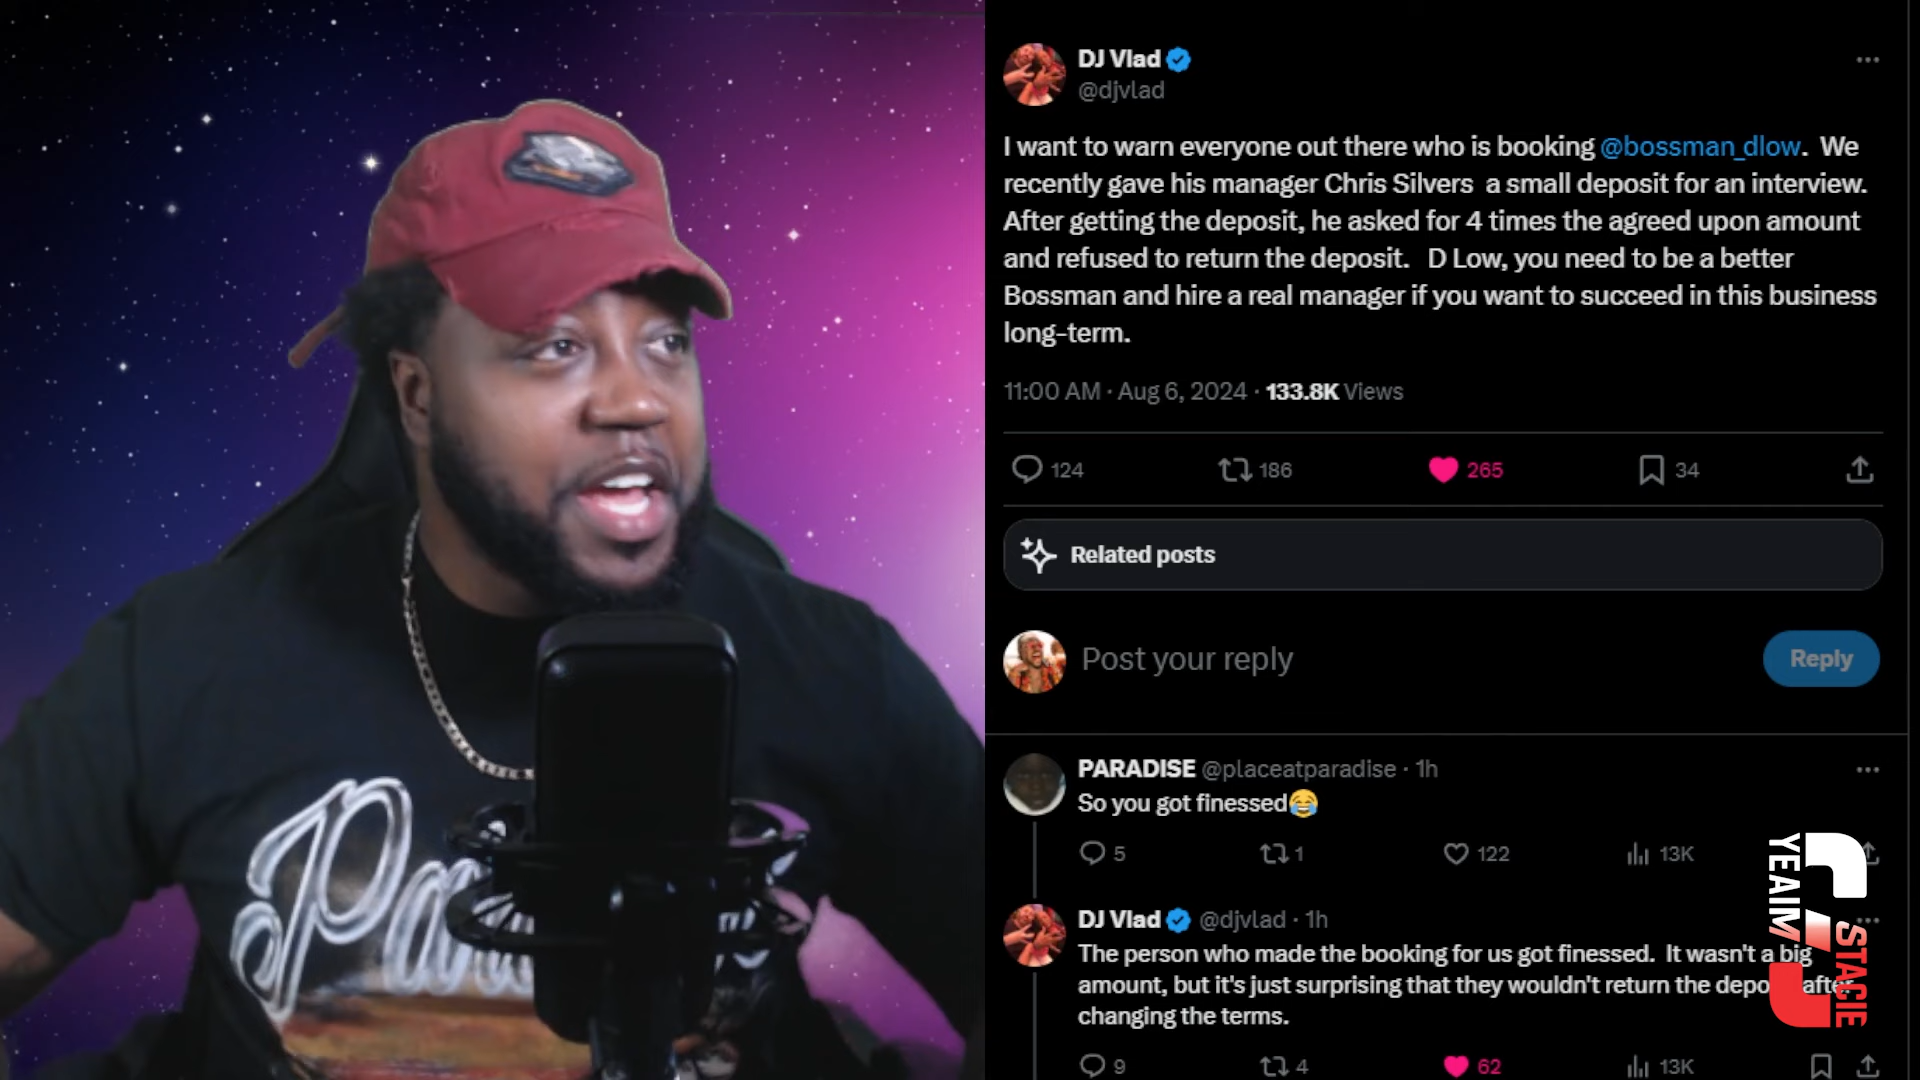 DJ Vlad
@djvlad
I want to warn everyone out there who is booking @bossman_dlow. We
recently gave his manager Chris Silvers a small deposit for an interview.
After getting the deposit, he asked for 4 times the agreed upon amount
and refused to return the deposit. D Low, you need to be a better
Bossman and hire a real manager if you want to succeed in this business
long-term.
11:00 AM · Aug 6, 2024 · 133.8K Views
124 186 265 34
Related posts
Post your reply Reply
PARADISE @placeatparadise · 1h
So you got finessed😂
5 1 122 13K
DJ Vlad @djvlad · 1h
The person who made the booking for us got finessed. It wasn't a big
amount, but it's just surprising that they wouldn't return the
changing the terms.
9 4 62 13K
YEAIM
STACIE